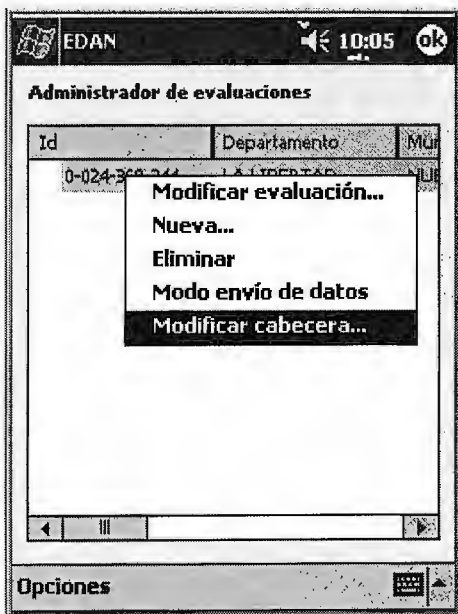 EDAN 10:05 ok
Administrador de evaluaciones
Id Departamento
Modificar evaluación...
Nueva...
Eliminar
Modo envío de datos
Modificar cabecera...
Opciones